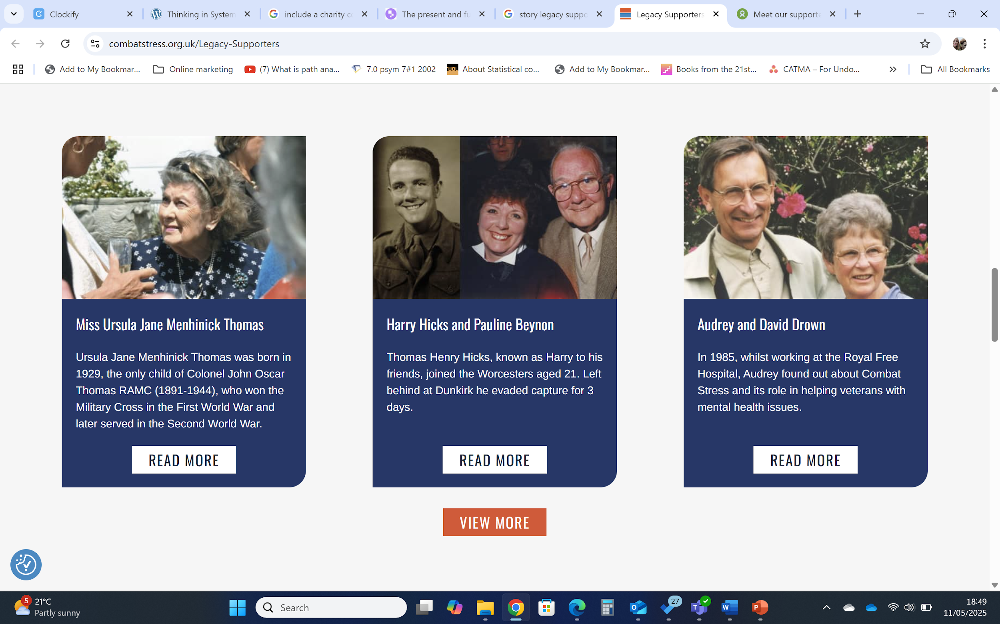 Clockify
Thinking in System
include a charity co
The present and fu
story legacy suppo
Legacy Supporters
Meet our supporte
combatstress.org.uk/Legacy-Supporters
Add to My Bookmar...
Online marketing
(7) What is path ana...
7.0 psym 7#1 2002
UCL
About Statistical co...
Add to My Bookmar...
Books from the 21st...
CATMA – For Undo...
All Bookmarks
Miss Ursula Jane Menhinick Thomas
Ursula Jane Menhinick Thomas was born in
1929, the only child of Colonel John Oscar
Thomas RAMC (1891-1944), who won the
Military Cross in the First World War and
later served in the Second World War.
READ MORE
Harry Hicks and Pauline Beynon
Thomas Henry Hicks, known as Harry to his
friends, joined the Worcesters aged 21. Left
behind at Dunkirk he evaded capture for 3
days.
READ MORE
Audrey and David Drown
In 1985, whilst working at the Royal Free
Hospital, Audrey found out about Combat
Stress and its role in helping veterans with
mental health issues.
READ MORE
VIEW MORE
5
21°C
Partly sunny
Search
27
18:49
11/05/2025